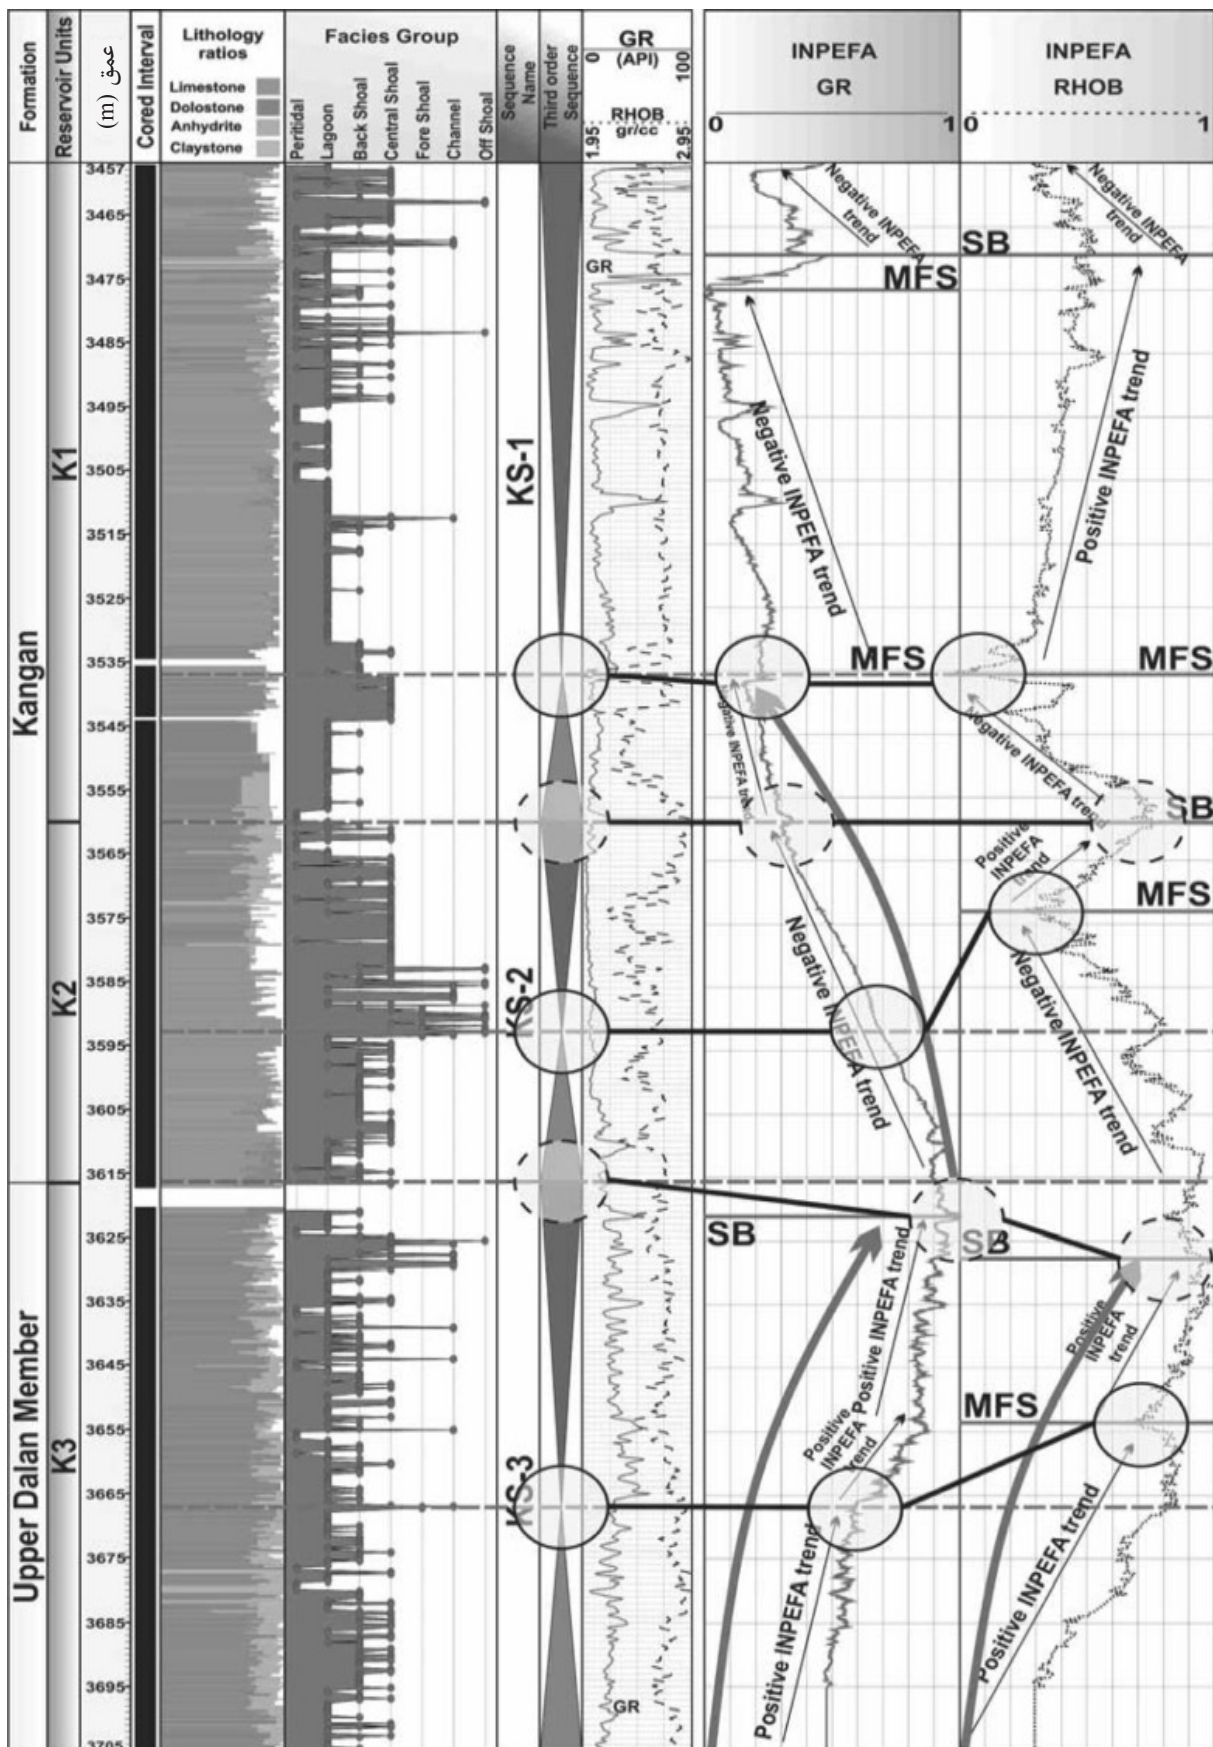 Formation
Reservoir Units
عمق (m)
Cored Interval
Lithology
ratios
Limestone
Dolostone
Anhydrite
Claystone
Facies Group
Peritidal
Lagoon
Back Shoal
Central Shoal
Fore Shoal
Channel
Off Shoal
Sequence
Name
Third order
Sequence
GR
(API)
0 100
RHOB
gr/cc
1.95 2.95
INPEFA
GR
0 1
INPEFA
RHOB
0 1
3457
3465
3475
3485
3495
3505
3515
3525
3535
3545
3555
3565
3575
3585
3595
3605
3615
3625
3635
3645
3655
3665
3675
3685
3695
3705
Kangan
Upper Dalan Member
K1
K2
K3
KS-1
KS-2
KS-3
GR
GR
Negative INPEFA
trend
MFS
Negative INPEFA trend
MFS
Negative INPEFA trend
Negative INPEFA trend
SB
Positive INPEFA trend
Positive
INPEFA
trend
Positive INPEFA trend
Negative INPEFA
trend
SB
Positive INPEFA trend
MFS
Negative INPEFA trend
SB
Positive
INPEFA
trend
MFS
Negative INPEFA trend
SB
Positive
INPEFA
trend
MFS
Positive INPEFA trend